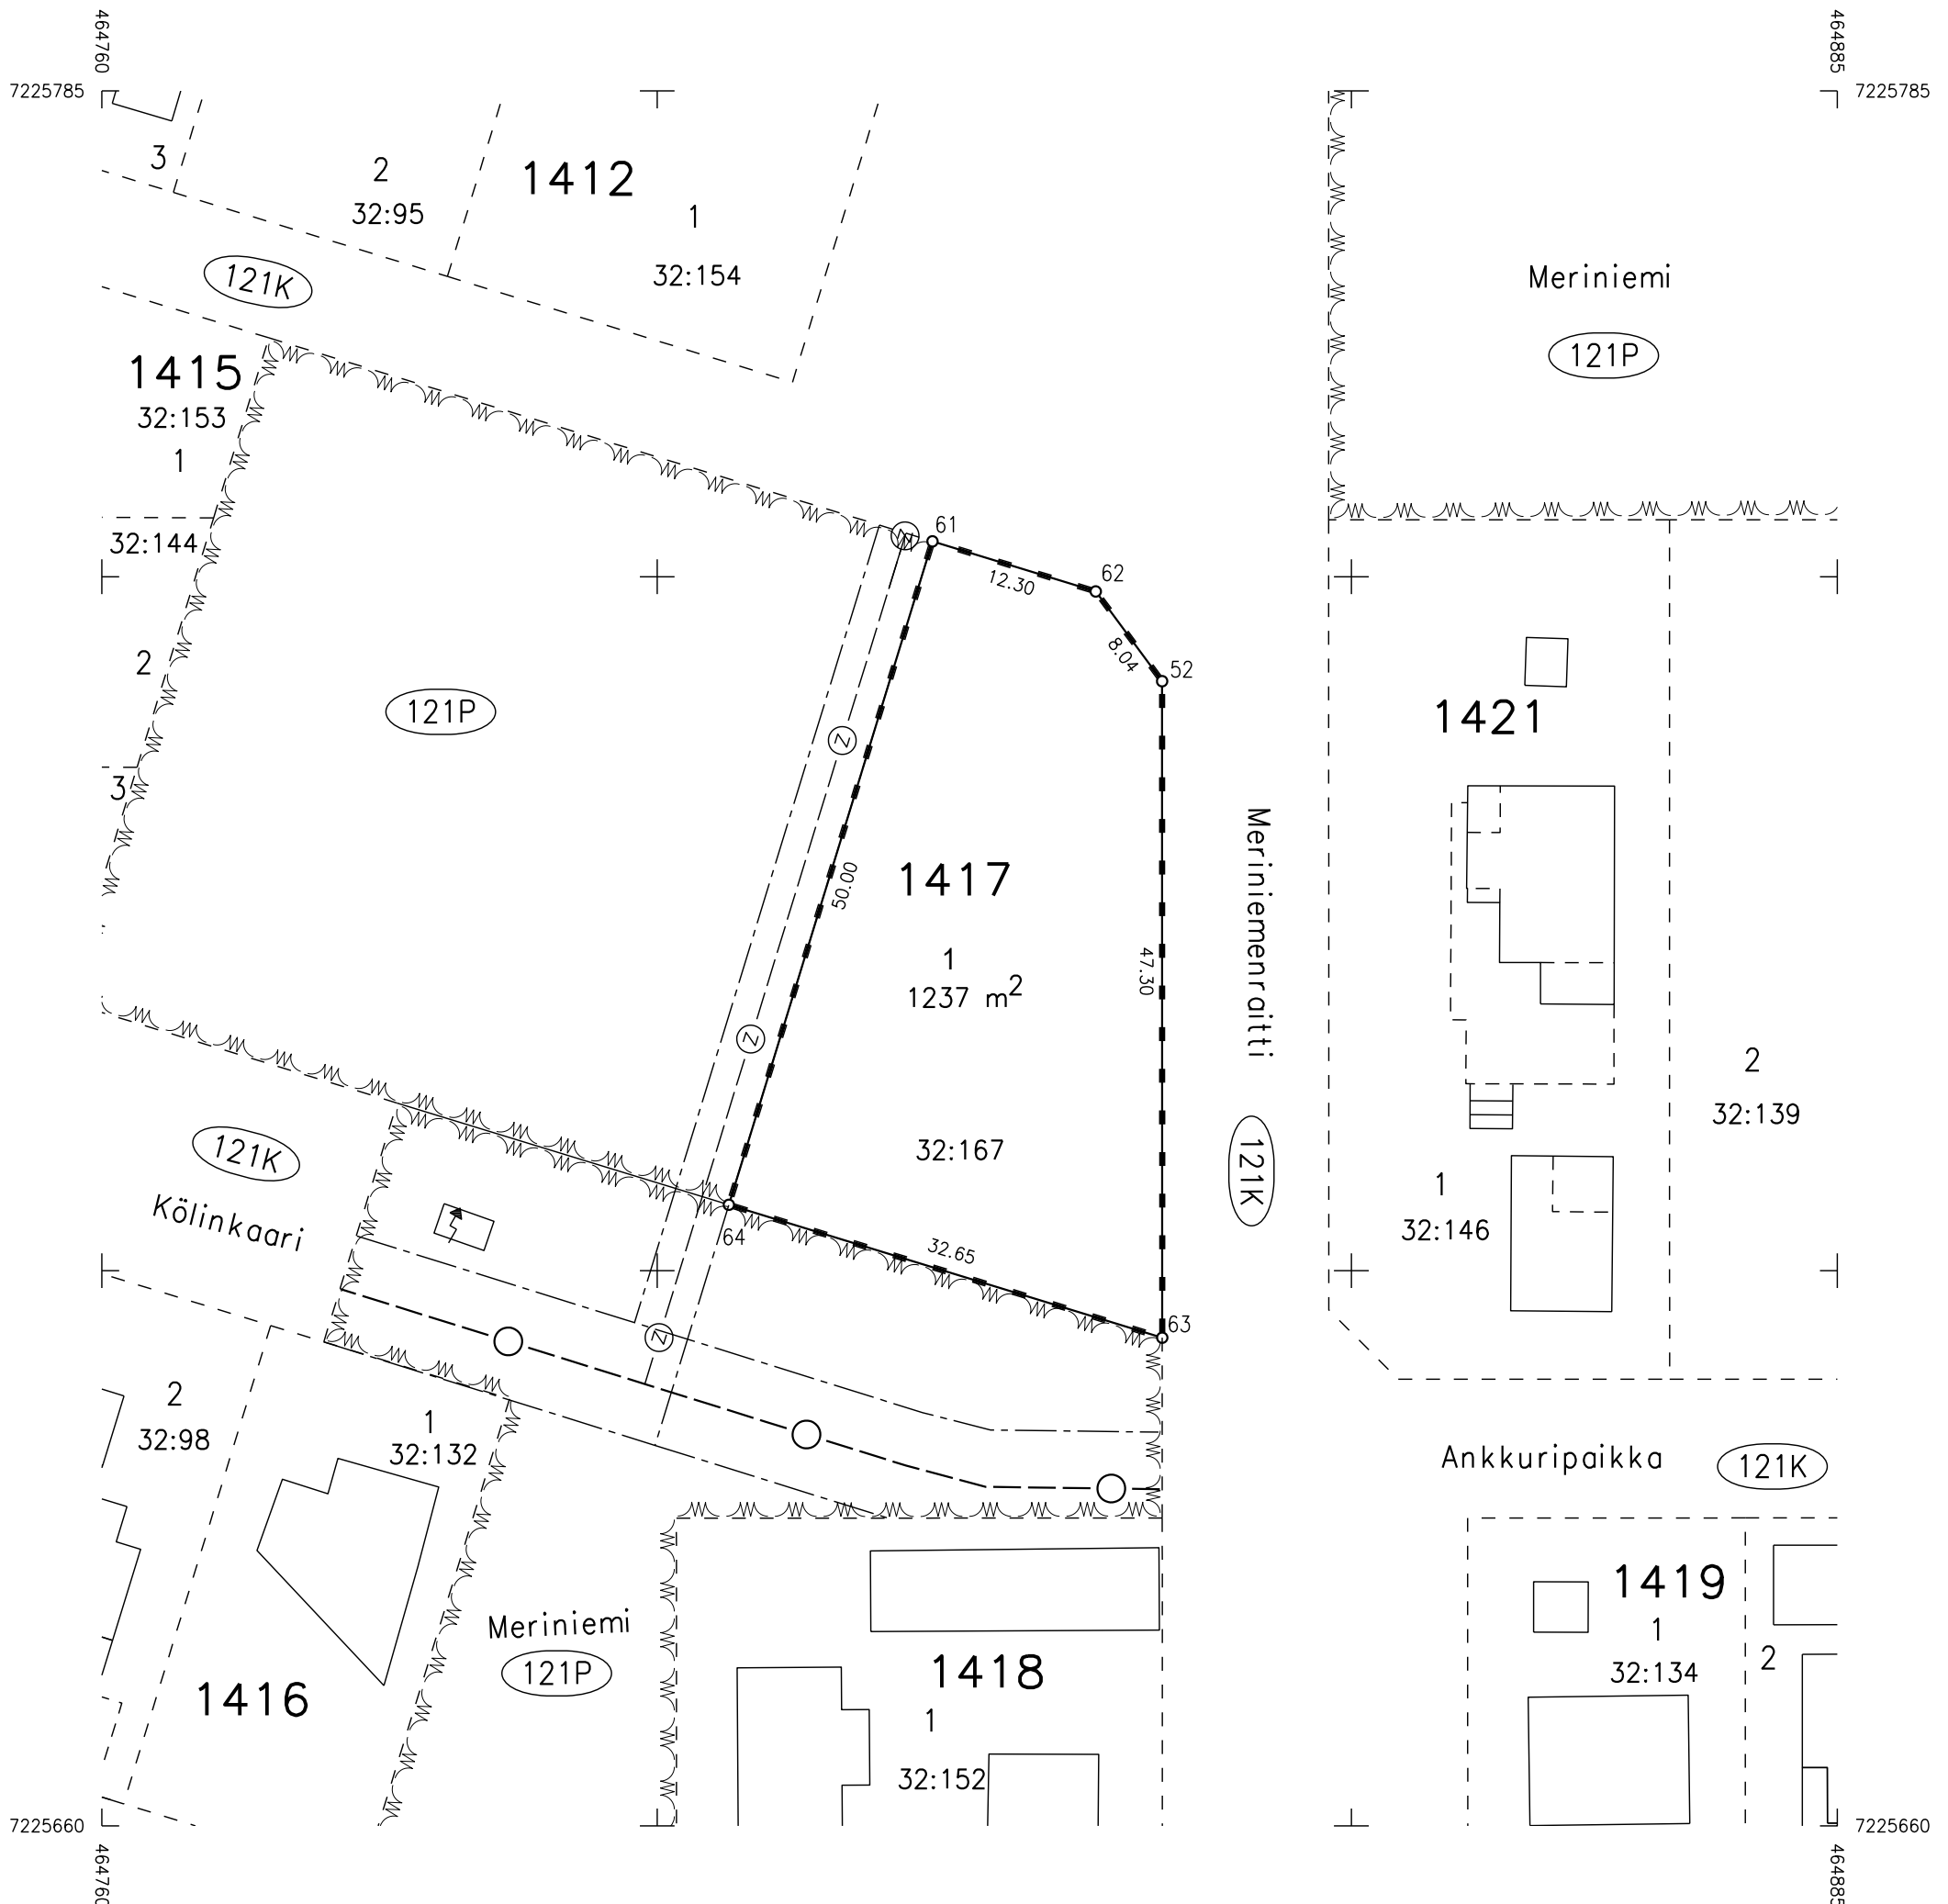 464760
464885
7225785
7225785
3
2
32:95
1412
1
32:154
121K
Meriniemi
121P
1415
32:153
1
32:144
2
3
121P
Z
61
12.30
62
8.04
52
Z
50.00
1417
1
1237 m²
47.30
Z
32:167
Meriniemenraitti
121K
1421
2
32:139
1
32:146
121K
Kölinkaari
64
32.65
63
Z
2
32:98
1
32:132
Ankkuripaikka
121K
1416
Meriniemi
121P
1418
1
32:152
1419
1
32:134
2
7225660
7225660
464760
464885